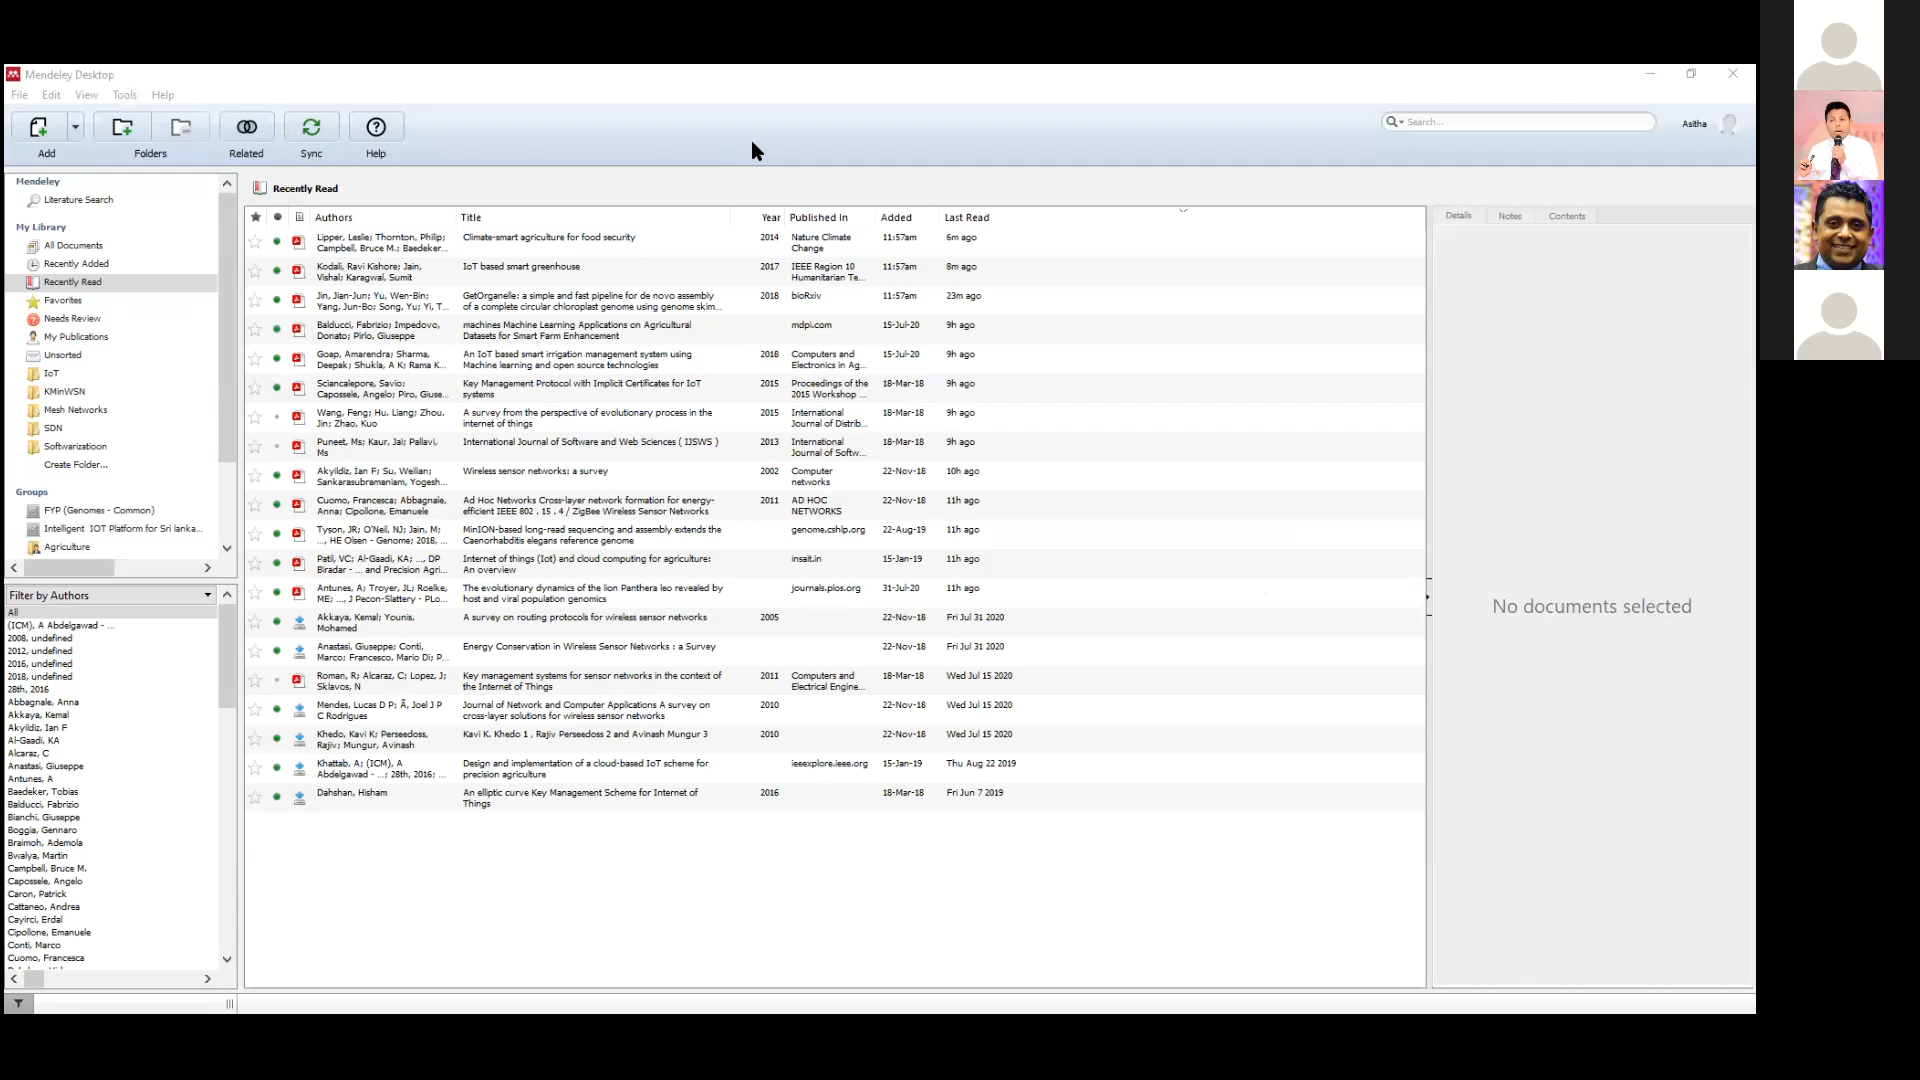 Mendeley Desktop
File Edit View Tools Help
Add Folders Related Sync Help
Search...
Asitha
Mendeley
Literature Search
My Library
All Documents
Recently Added
Recently Read
Favorites
Needs Review
My Publications
Unsorted
IoT
KMinWSN
Mesh Networks
SDN
Softwarizatioon
Create Folder...
Groups
FYP (Genomes - Common)
Intelligent IOT Platform for Sri lanka...
Agriculture
Filter by Authors
All
(ICM), A Abdelgawad - ...
2008, undefined
2012, undefined
2016, undefined
2018, undefined
28th, 2016
Abbagnale, Anna
Akkaya, Kemal
Akyildiz, Ian F
Al-Gaadi, KA
Alcaraz, C
Anastasi, Giuseppe
Antunes, A
Baedeker, Tobias
Balducci, Fabrizio
Bianchi, Giuseppe
Boggia, Gennaro
Braimoh, Ademola
Bwalya, Martin
Campbell, Bruce M.
Capossele, Angelo
Caron, Patrick
Cattaneo, Andrea
Cayirci, Erdal
Cipollone, Emanuele
Conti, Marco
Cuomo, Francesca
Recently Read
Authors Title Year Published In Added Last Read
Lipper, Leslie; Thornton, Philip; Climate-smart agriculture for food security 2014 Nature Climate 11:57am 6m ago
Campbell, Bruce M.; Baedeker... Change
Kodali, Ravi Kishore; Jain, IoT based smart greenhouse 2017 IEEE Region 10 11:57am 8m ago
Vishal; Karagwal, Sumit Humanitarian Te...
Jin, Jian-Jun; Yu, Wen-Bin; GetOrganelle: a simple and fast pipeline for de novo assembly 2018 bioRxiv 11:57am 23m ago
Yang, Jun-Bo; Song, Yu; Yi, T... of a complete circular chloroplast genome using genome skim...
Balducci, Fabrizio; Impedovo, machines Machine Learning Applications on Agricultural mdpi.com 15-Jul-20 9h ago
Donato; Pirlo, Giuseppe Datasets for Smart Farm Enhancement
Goap, Amarendra; Sharma, An IoT based smart irrigation management system using 2018 Computers and 15-Jul-20 9h ago
Deepak; Shukla, A K; Rama K... Machine learning and open source technologies Electronics in Ag...
Sciancalepore, Savio; Key Management Protocol with Implicit Certificates for IoT 2015 Proceedings of the 18-Mar-18 9h ago
Capossele, Angelo; Piro, Giuse... systems 2015 Workshop ...
Wang, Feng; Hu, Liang; Zhou, A survey from the perspective of evolutionary process in the 2015 International 18-Mar-18 9h ago
Jin; Zhao, Kuo internet of things Journal of Distrib...
Puneet, Ms; Kaur, Jai; Pallavi, International Journal of Software and Web Sciences ( IJSWS ) 2013 International 18-Mar-18 9h ago
Ms Journal of Softw...
Akyildiz, Ian F; Su, Weilian; Wireless sensor networks: a survey 2002 Computer 22-Nov-18 10h ago
Sankarasubramaniam, Yogesh... networks
Cuomo, Francesca; Abbagnale, Ad Hoc Networks Cross-layer network formation for energy- 2011 AD HOC 22-Nov-18 11h ago
Anna; Cipollone, Emanuele efficient IEEE 802 . 15 . 4 / ZigBee Wireless Sensor Networks NETWORKS
Tyson, JR; O'Neil, NJ; Jain, M; MinION-based long-read sequencing and assembly extends the genome.cshlp.org 22-Aug-19 11h ago
..., HE Olsen - Genome; 2018, ... Caenorhabditis elegans reference genome
Patil, VC; Al-Gaadi, KA; ..., DP Internet of things (Iot) and cloud computing for agriculture: insait.in 15-Jan-19 11h ago
Biradar - ... and Precision Agri... An overview
Antunes, A; Troyer, JL; Roelke, The evolutionary dynamics of the lion Panthera leo revealed by journals.plos.org 31-Jul-20 11h ago
ME; ..., J Pecon-Slattery - PLo... host and viral population genomics
Akkaya, Kemal; Younis, A survey on routing protocols for wireless sensor networks 2005 22-Nov-18 Fri Jul 31 2020
Mohamed
Anastasi, Giuseppe; Conti, Energy Conservation in Wireless Sensor Networks : a Survey 22-Nov-18 Fri Jul 31 2020
Marco; Francesco, Mario Di; P...
Roman, R; Alcaraz, C; Lopez, J; Key management systems for sensor networks in the context of 2011 Computers and 18-Mar-18 Wed Jul 15 2020
Sklavos, N the Internet of Things Electrical Engine...
Mendes, Lucas D P; Ã, Joel J P Journal of Network and Computer Applications A survey on 2010 22-Nov-18 Wed Jul 15 2020
C Rodrigues cross-layer solutions for wireless sensor networks
Khedo, Kavi K; Perseedoss, Kavi K. Khedo 1 , Rajiv Perseedoss 2 and Avinash Mungur 3 2010 22-Nov-18 Wed Jul 15 2020
Rajiv; Mungur, Avinash
Khattab, A; (ICM), A Design and implementation of a cloud-based IoT scheme for ieeexplore.ieee.org 15-Jan-19 Thu Aug 22 2019
Abdelgawad - ...; 28th, 2016; ... precision agriculture
Dahshan, Hisham An elliptic curve Key Management Scheme for Internet of 2016 18-Mar-18 Fri Jun 7 2019
Things
Details Notes Contents
No documents selected